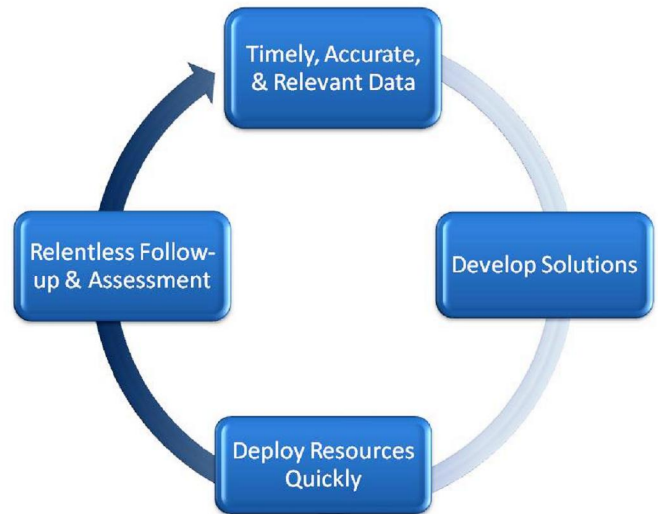 Timely, Accurate,
& Relevant Data
Develop Solutions
Deploy Resources
Quickly
Relentless Follow-
up & Assessment